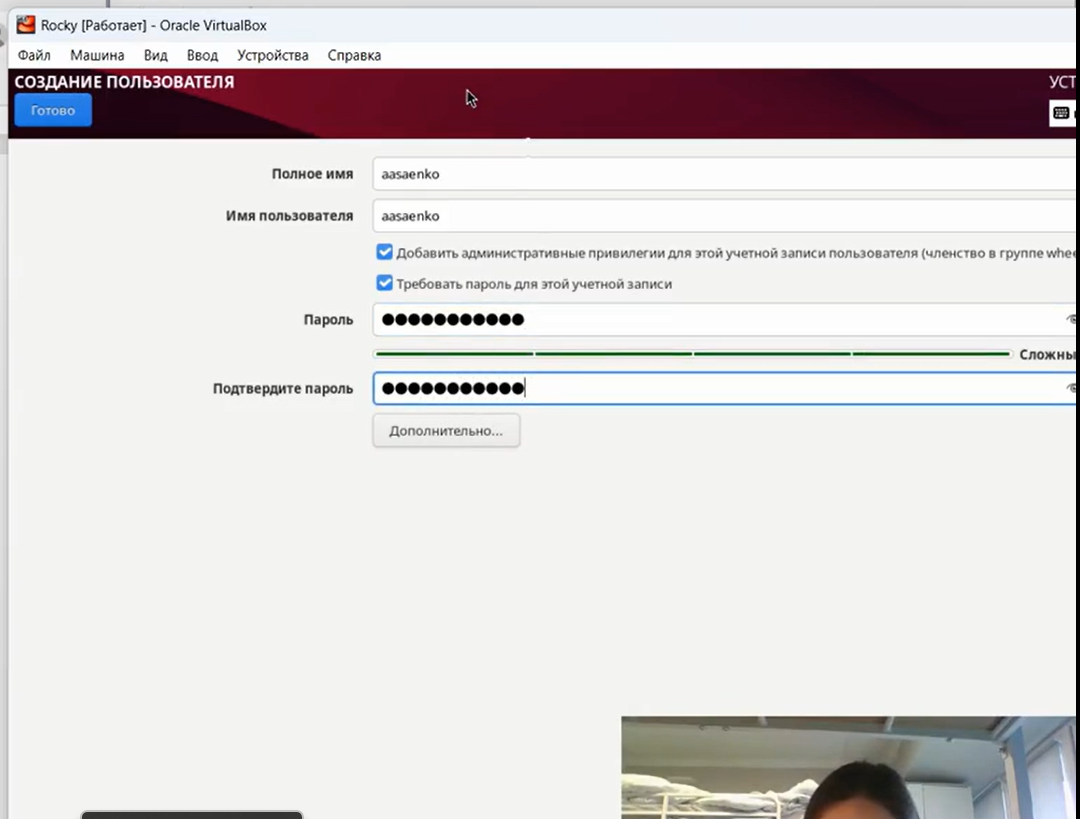 Rocky [Работает] - Oracle VirtualBox
Файл Машина Вид Ввод Устройства Справка
СОЗДАНИЕ ПОЛЬЗОВАТЕЛЯ
УСТ
Готово
Полное имя
aasaenko
Имя пользователя
aasaenko
Добавить административные привилегии для этой учетной записи пользователя (членство в группе whee
Требовать пароль для этой учетной записи
Пароль
●●●●●●●●●●●
Сложны
Подтвердите пароль
●●●●●●●●●●●
Дополнительно...